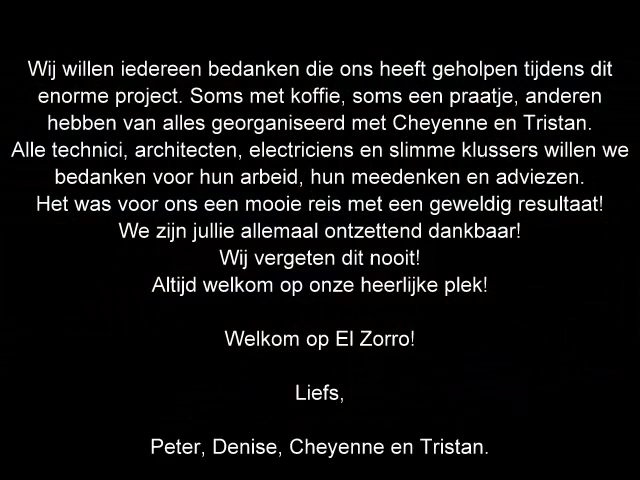 Wij willen iedereen bedanken die ons heeft geholpen tijdens dit
enorme project. Soms met koffie, soms een praatje, anderen
hebben van alles georganiseerd met Cheyenne en Tristan.
Alle technici, architecten, electriciens en slimme klussers willen we
bedanken voor hun arbeid, hun meedenken en adviezen.
Het was voor ons een mooie reis met een geweldig resultaat!
We zijn jullie allemaal ontzettend dankbaar!
Wij vergeten dit nooit!
Altijd welkom op onze heerlijke plek!
Welkom op El Zorro!
Liefs,
Peter, Denise, Cheyenne en Tristan.